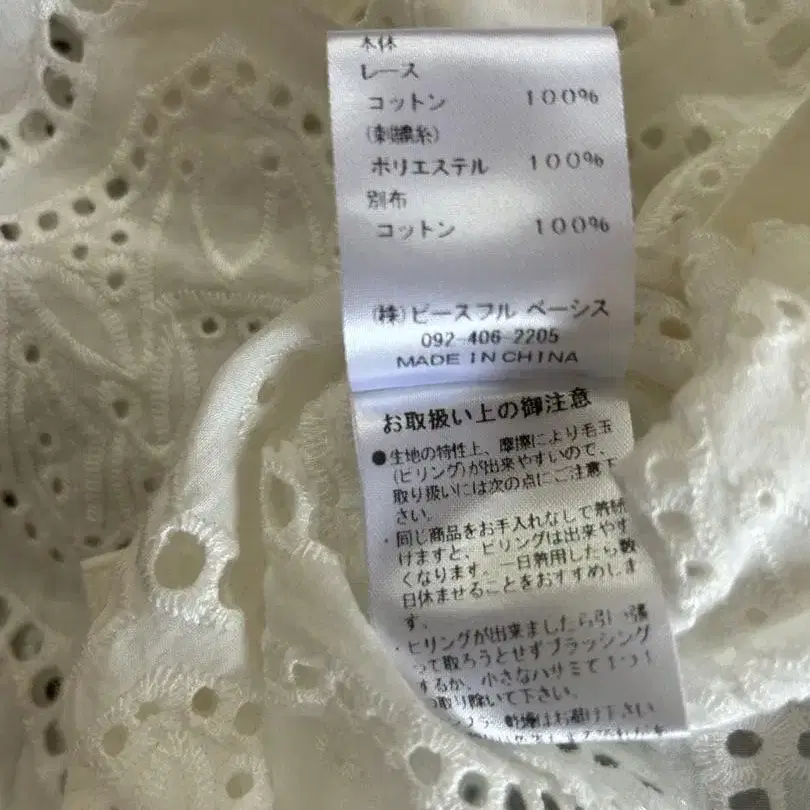 本体
レース
コットン 100%
(刺繍糸)
ポリエステル 100%
別布
コットン 100%
(株)ピースフル ベーシス
092-406-2205
MADE IN CHINA
お取扱い上の御注意
●生地の特性上、摩擦により毛玉
(ピリング)が出来やすいので、
取り扱いには次の点にご注意下
さい。
・同じ商品をお手入れなしで着続
けますと、ピリングは出来やす
くなります。一日着用したら数
日休ませることをおすすめしま
す。
・ピリングが出来ましたら引っ張
って取ろうとせずブラッシング
するか、小さなハサミで1つ1
つ取り除いて下さい。
乾燥はお避け下さい